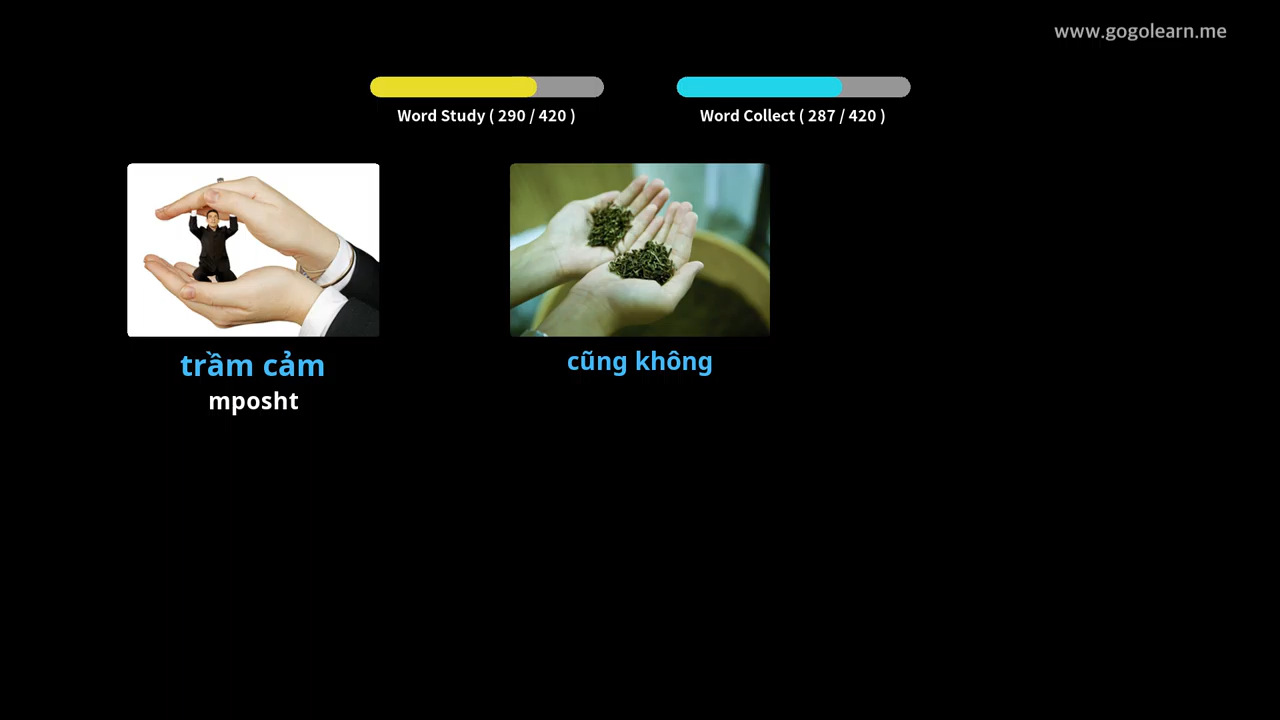 www.gogolearn.me
Word Study ( 290 / 420 )
Word Collect ( 287 / 420 )
trầm cảm
mposht
cũng không